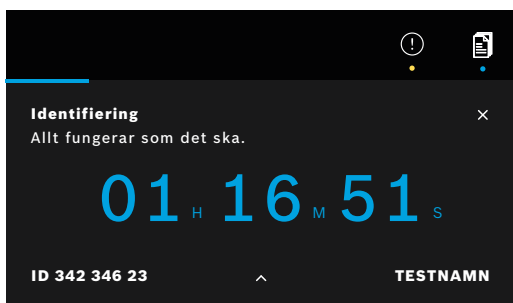 Identifiering
Allt fungerar som det ska.
01 H 16 M 51 S
ID 342 346 23
TESTNAMN